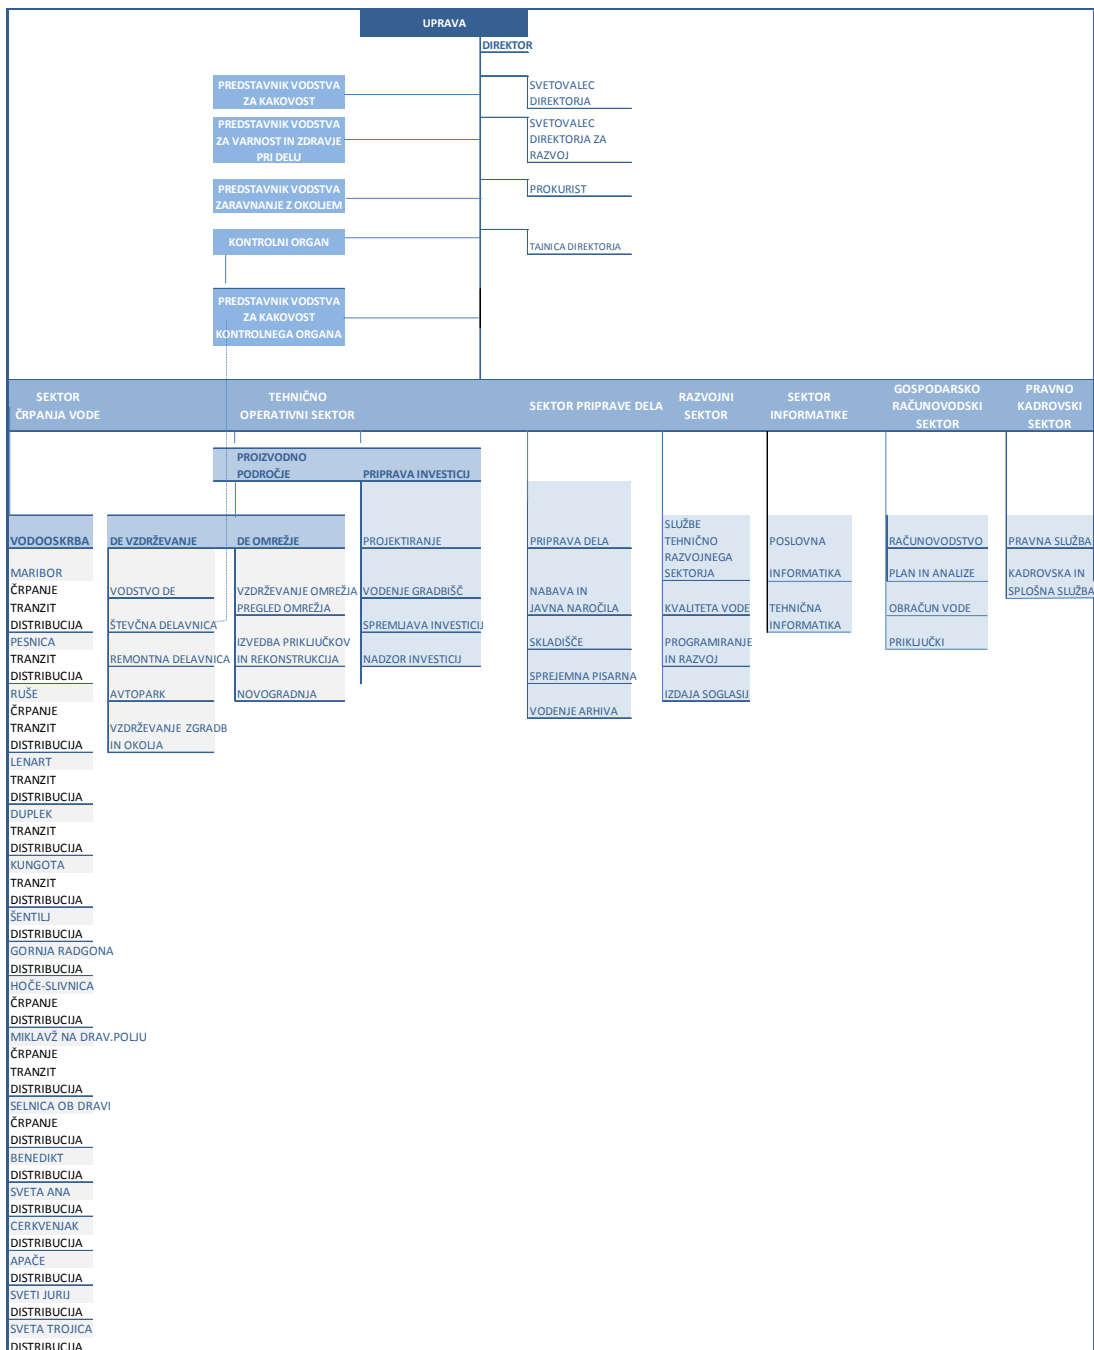 UPRAVA
DIREKTOR
PREDSTAVNIK VODSTVA
ZA KAKOVOST
SVETOVALEC
DIREKTORJA
PREDSTAVNIK VODSTVA
ZA VARNOST IN ZDRAVJE
PRI DELU
SVETOVALEC
DIREKTORJA ZA
RAZVOJ
PREDSTAVNIK VODSTVA
ZARAVNANJE Z OKOLJEM
PROKURIST
KONTROLNI ORGAN
TAJNICA DIREKTORJA
PREDSTAVNIK VODSTVA
ZA KAKOVOST
KONTROLNEGA ORGANA
SEKTOR
ČRPANJA VODE
TEHNIČNO
OPERATIVNI SEKTOR
SEKTOR PRIPRAVE DELA
RAZVOJNI
SEKTOR
SEKTOR
INFORMATIKE
GOSPODARSKO
RAČUNOVODSKI
SEKTOR
PRAVNO
KADROVSKI
SEKTOR
PROIZVODNO
PODROČJE
PRIPRAVA INVESTICIJ
VODOOSKRBA
MARIBOR
ČRPANJE
TRANZIT
DISTRIBUCIJA
PESNICA
TRANZIT
DISTRIBUCIJA
RUŠE
ČRPANJE
TRANZIT
DISTRIBUCIJA
LENART
TRANZIT
DISTRIBUCIJA
DUPLEK
TRANZIT
DISTRIBUCIJA
KUNGOTA
TRANZIT
DISTRIBUCIJA
ŠENTILJ
DISTRIBUCIJA
GORNJA RADGONA
DISTRIBUCIJA
HOČE-SLIVNICA
ČRPANJE
DISTRIBUCIJA
MIKLAVŽ NA DRAV.POLJU
ČRPANJE
TRANZIT
DISTRIBUCIJA
SELNICA OB DRAVI
ČRPANJE
DISTRIBUCIJA
BENEDIKT
DISTRIBUCIJA
SVETA ANA
DISTRIBUCIJA
CERKVENJAK
DISTRIBUCIJA
APAČE
DISTRIBUCIJA
SVETI JURIJ
DISTRIBUCIJA
SVETA TROJICA
DISTRIBUCIJA
DE VZDRŽEVANJE
VODSTVO DE
ŠTEVČNA DELAVNICA
REMONTNA DELAVNICA
AVTOPARK
VZDRŽEVANJE ZGRADB
IN OKOLJA
DE OMREŽJE
VZDRŽEVANJE OMREŽJA
PREGLED OMREŽJA
IZVEDBA PRIKLJUČKOV
IN REKONSTRUKCIJA
NOVOGRADNJA
PROJEKTIRANJE
VODENJE GRADBIŠČ
SPREMLJAVA INVESTICIJ
NADZOR INVESTICIJ
PRIPRAVA DELA
NABAVA IN
JAVNA NAROČILA
SKLADIŠČE
SPREJEMNA PISARNA
VODENJE ARHIVA
SLUŽBE
TEHNIČNO
RAZVOJNEGA
SEKTORJA
KVALITETA VODE
PROGRAMIRANJE
IN RAZVOJ
IZDAJA SOGLASIJ
POSLOVNA
INFORMATIKA
TEHNIČNA
INFORMATIKA
RAČUNOVODSTVO
PLAN IN ANALIZE
OBRAČUN VODE
PRIKLJUČKI
PRAVNA SLUŽBA
KADROVSKA IN
SPLOŠNA SLUŽBA